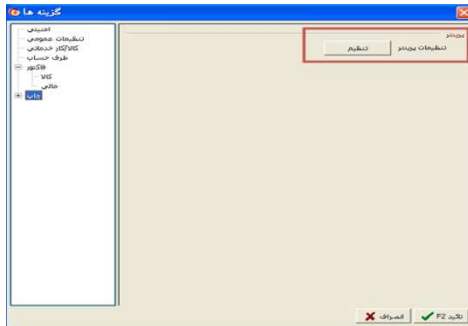 گزینه ها
امنیتی
تنظیمات عمومی
کالا/کار خدماتی
طرف حساب
فاکتور
کالا
مالی
چاپ
پرینتر
تنظیمات پرینتر
تنظیم
تائید F2
انصراف